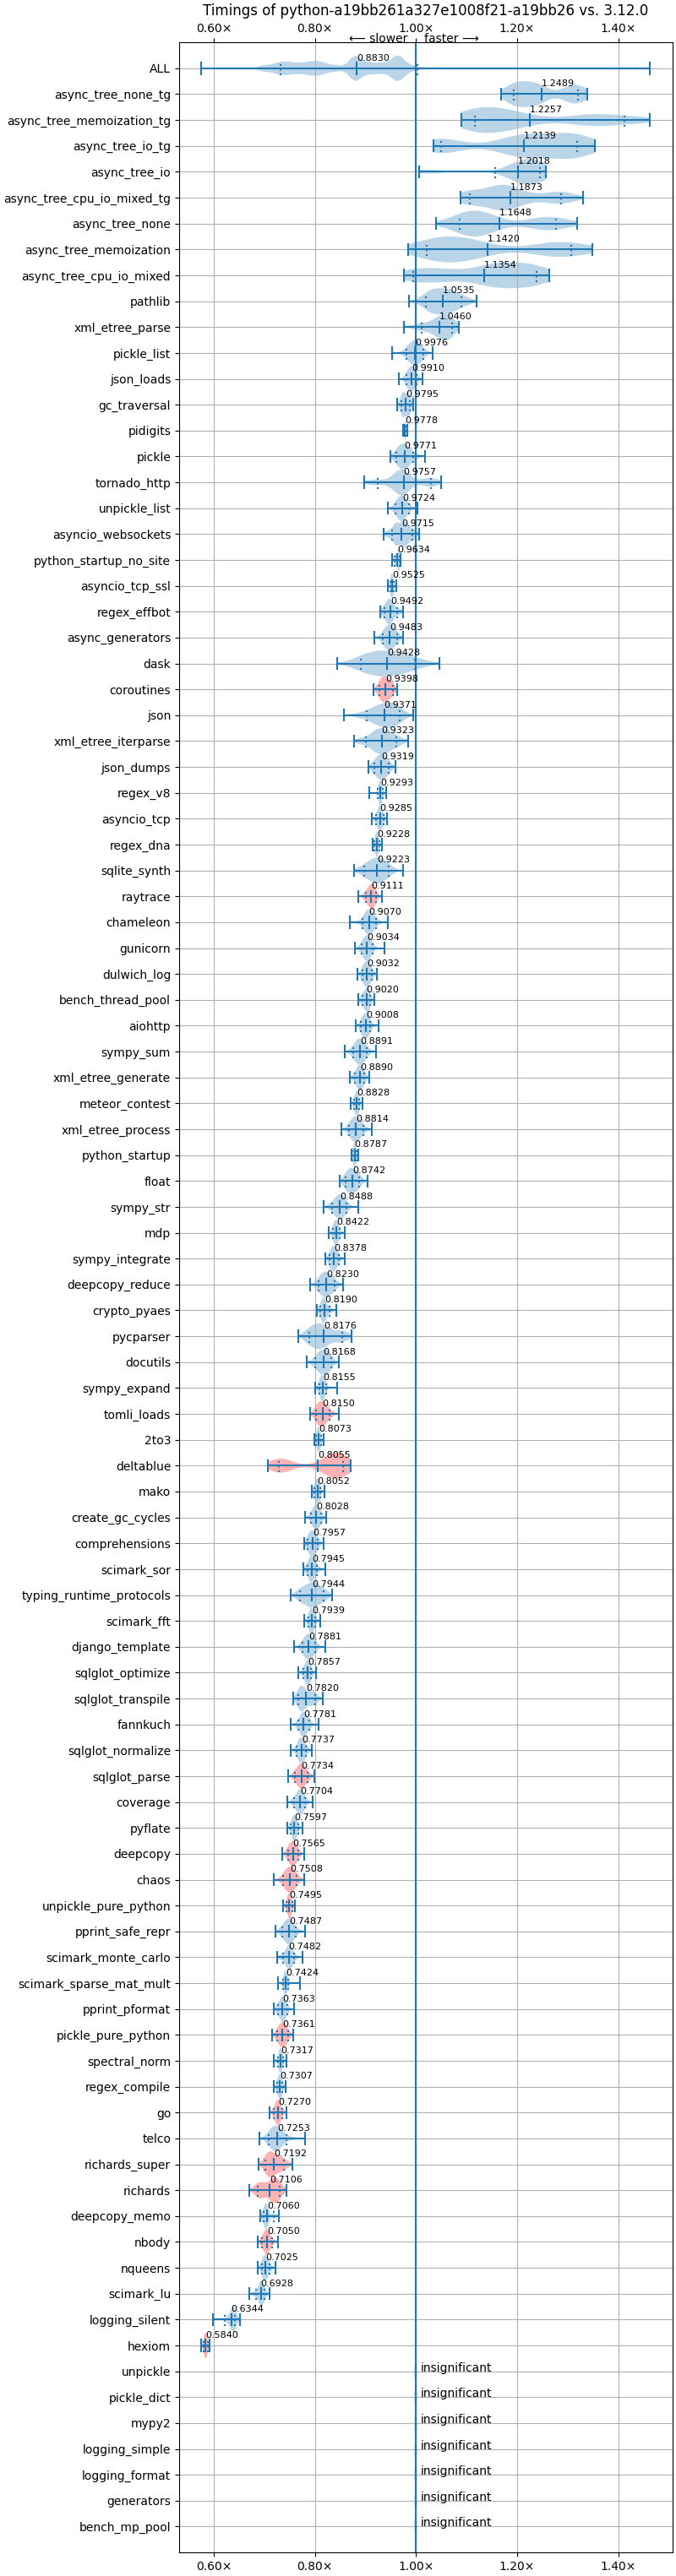 Timings of python-a19bb261a327e1008f21-a19bb26 vs. 3.12.0
0.60× 0.80× 1.00× 1.20× 1.40×
⟵ slower faster ⟶
ALL 0.8830
async_tree_none_tg 1.2489
async_tree_memoization_tg 1.2257
async_tree_io_tg 1.2139
async_tree_io 1.2018
async_tree_cpu_io_mixed_tg 1.1873
async_tree_none 1.1648
async_tree_memoization 1.1420
async_tree_cpu_io_mixed 1.1354
pathlib 1.0535
xml_etree_parse 1.0460
pickle_list 0.9976
json_loads 0.9910
gc_traversal 0.9795
pidigits 0.9778
pickle 0.9771
tornado_http 0.9757
unpickle_list 0.9724
asyncio_websockets 0.9715
python_startup_no_site 0.9634
asyncio_tcp_ssl 0.9525
regex_effbot 0.9492
async_generators 0.9483
dask 0.9428
coroutines 0.9398
json 0.9371
xml_etree_iterparse 0.9323
json_dumps 0.9319
regex_v8 0.9293
asyncio_tcp 0.9285
regex_dna 0.9228
sqlite_synth 0.9223
raytrace 0.9111
chameleon 0.9070
gunicorn 0.9034
dulwich_log 0.9032
bench_thread_pool 0.9020
aiohttp 0.9008
sympy_sum 0.8891
xml_etree_generate 0.8890
meteor_contest 0.8828
xml_etree_process 0.8814
python_startup 0.8787
float 0.8742
sympy_str 0.8488
mdp 0.8422
sympy_integrate 0.8378
deepcopy_reduce 0.8230
crypto_pyaes 0.8190
pycparser 0.8176
docutils 0.8168
sympy_expand 0.8155
tomli_loads 0.8150
2to3 0.8073
deltablue 0.8055
mako 0.8052
create_gc_cycles 0.8028
comprehensions 0.7957
scimark_sor 0.7945
typing_runtime_protocols 0.7944
scimark_fft 0.7939
django_template 0.7881
sqlglot_optimize 0.7857
sqlglot_transpile 0.7820
fannkuch 0.7781
sqlglot_normalize 0.7737
sqlglot_parse 0.7734
coverage 0.7704
pyflate 0.7597
deepcopy 0.7565
chaos 0.7508
unpickle_pure_python 0.7495
pprint_safe_repr 0.7487
scimark_monte_carlo 0.7482
scimark_sparse_mat_mult 0.7424
pprint_pformat 0.7363
pickle_pure_python 0.7361
spectral_norm 0.7317
regex_compile 0.7307
go 0.7270
telco 0.7253
richards_super 0.7192
richards 0.7106
deepcopy_memo 0.7060
nbody 0.7050
nqueens 0.7025
scimark_lu 0.6928
logging_silent 0.6344
hexiom 0.5840
unpickle insignificant
pickle_dict insignificant
mypy2 insignificant
logging_simple insignificant
logging_format insignificant
generators insignificant
bench_mp_pool insignificant
0.60× 0.80× 1.00× 1.20× 1.40×